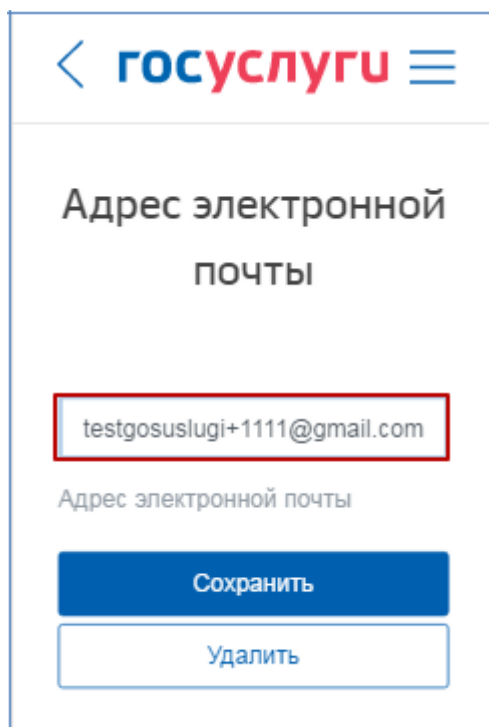 госуслуги
Адрес электронной
почты
testgosuslugi+1111@gmail.com
Адрес электронной почты
Сохранить
Удалить